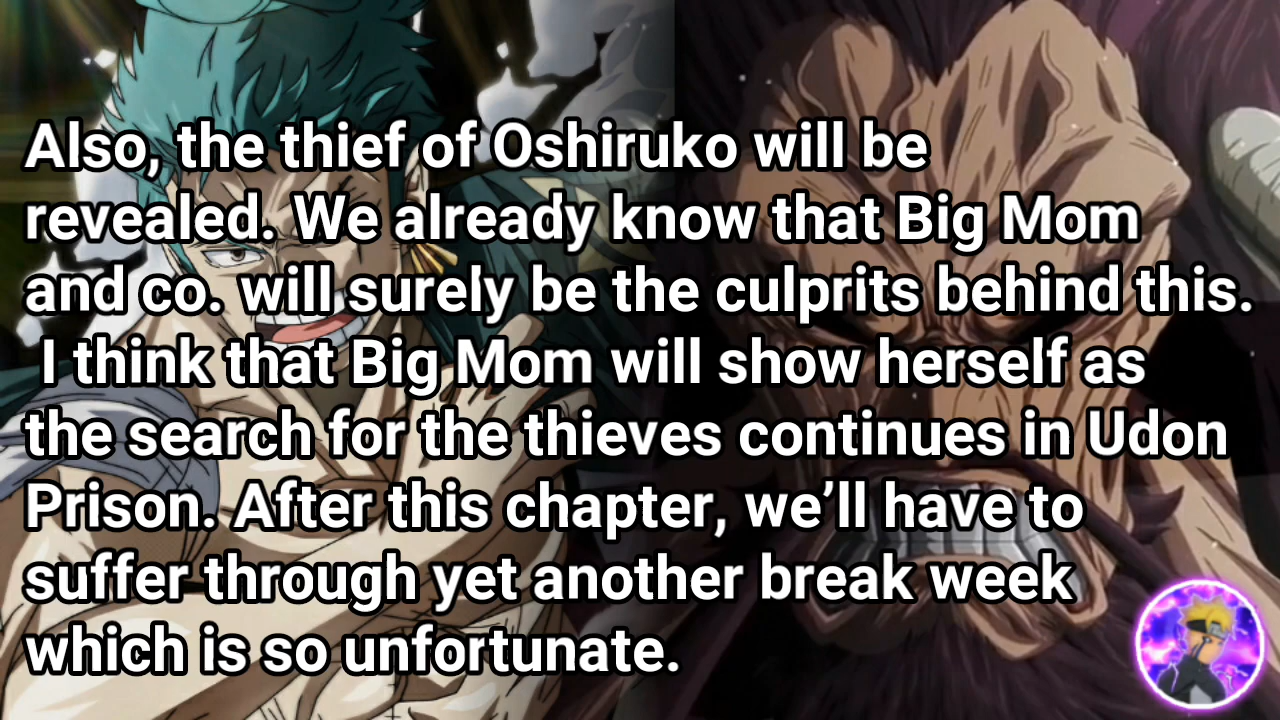 Also, the thief of Oshiruko will be
revealed. We already know that Big Mom
and co. will surely be the culprits behind this.
I think that Big Mom will show herself as
the search for the thieves continues in Udon
Prison. After this chapter, we’ll have to
suffer through yet another break week
which is so unfortunate.